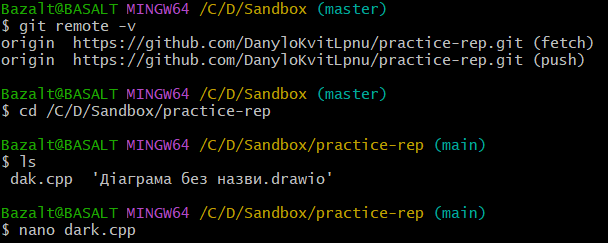 Bazalt@BASALT MINGW64 /C/D/Sandbox (master)
$ git remote -v
origin  https://github.com/DanyloKvitLpnu/practice-rep.git (fetch)
origin  https://github.com/DanyloKvitLpnu/practice-rep.git (push)
Bazalt@BASALT MINGW64 /C/D/Sandbox (master)
$ cd /C/D/Sandbox/practice-rep
Bazalt@BASALT MINGW64 /C/D/Sandbox/practice-rep (main)
$ ls
dak.cpp  'Діаграма без назви.drawio'
Bazalt@BASALT MINGW64 /C/D/Sandbox/practice-rep (main)
$ nano dark.cpp